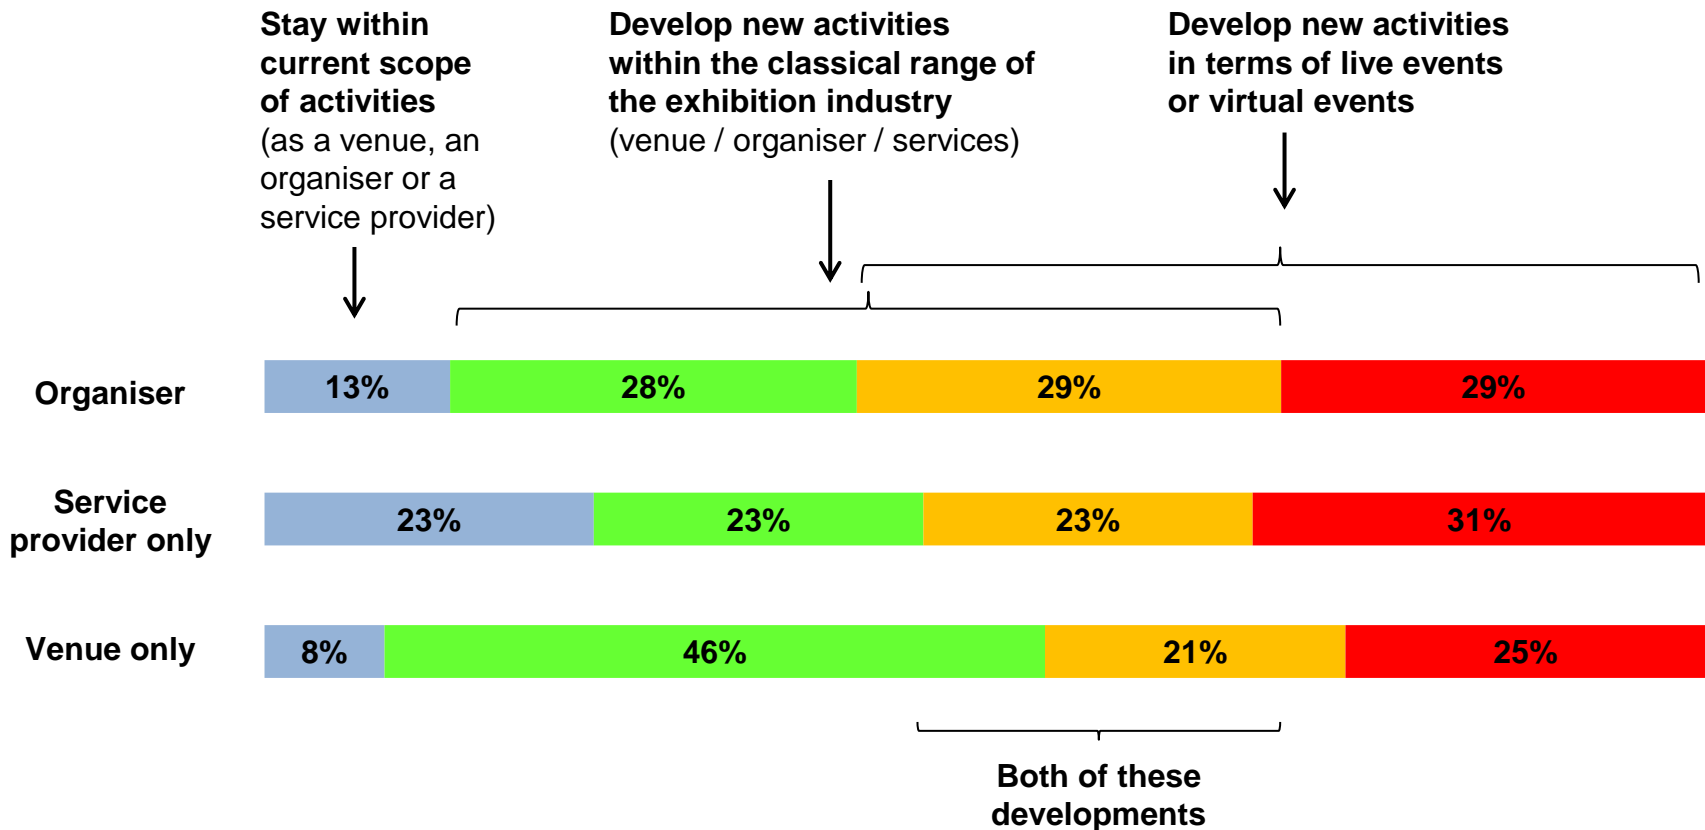 Stay within
current scope
of activities
(as a venue, an
organiser or a
service provider)
Develop new activities
within the classical range of
the exhibition industry
(venue / organiser / services)
Develop new activities
in terms of live events
or virtual events
Organiser
13%
28%
29%
29%
Service
provider only
23%
23%
23%
31%
Venue only
8%
46%
21%
25%
Both of these
developments